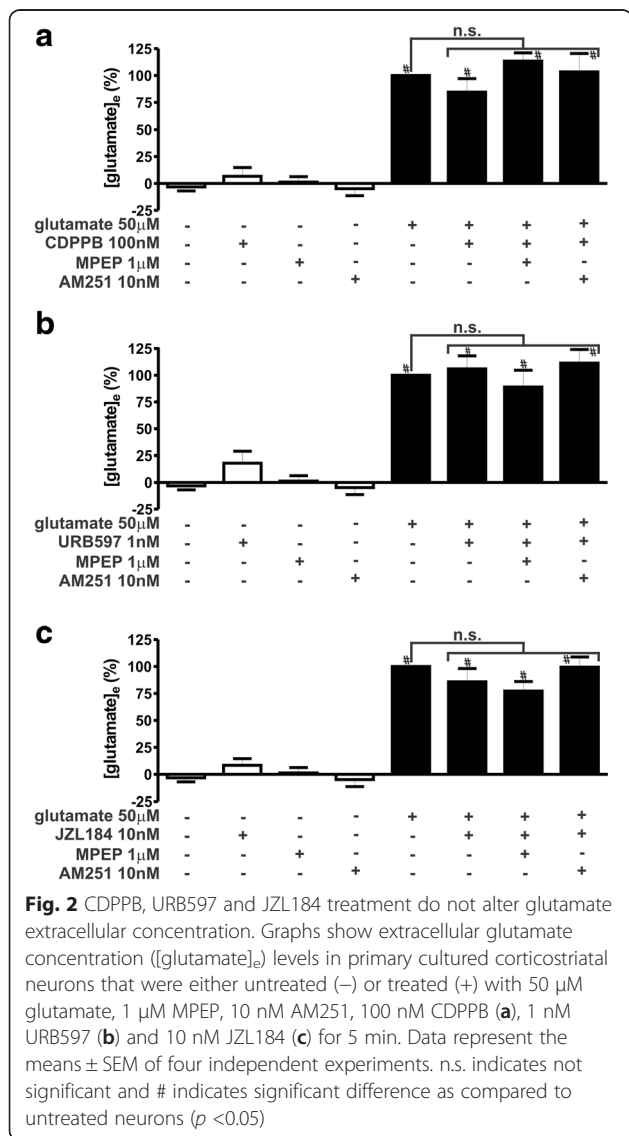 a
n.s.
[glutamate]e (%)
125
100
75
50
25
0
-25
# # # #
glutamate 50µM - - - - + + + +
CDPPB 100nM - + - - - + + +
MPEP 1µM - - + - - - + -
AM251 10nM - - - + - - - +
b
n.s.
[glutamate]e (%)
125
100
75
50
25
0
-25
# # # #
glutamate 50µM - - - - + + + +
URB597 1nM - + - - - + + +
MPEP 1µM - - + - - - + -
AM251 10nM - - - + - - - +
c
n.s.
[glutamate]e (%)
125
100
75
50
25
0
-25
# # # #
glutamate 50µM - - - - + + + +
JZL184 10nM - + - - - + + +
MPEP 1µM - - + - - - + -
AM251 10nM - - - + - - - +
Fig. 2 CDPPB, URB597 and JZL184 treatment do not alter glutamate
extracellular concentration. Graphs show extracellular glutamate
concentration ([glutamate]e) levels in primary cultured corticostriatal
neurons that were either untreated (−) or treated (+) with 50 µM
glutamate, 1 µM MPEP, 10 nM AM251, 100 nM CDPPB (a), 1 nM
URB597 (b) and 10 nM JZL184 (c) for 5 min. Data represent the
means ± SEM of four independent experiments. n.s. indicates not
significant and # indicates significant difference as compared to
untreated neurons (p <0.05)